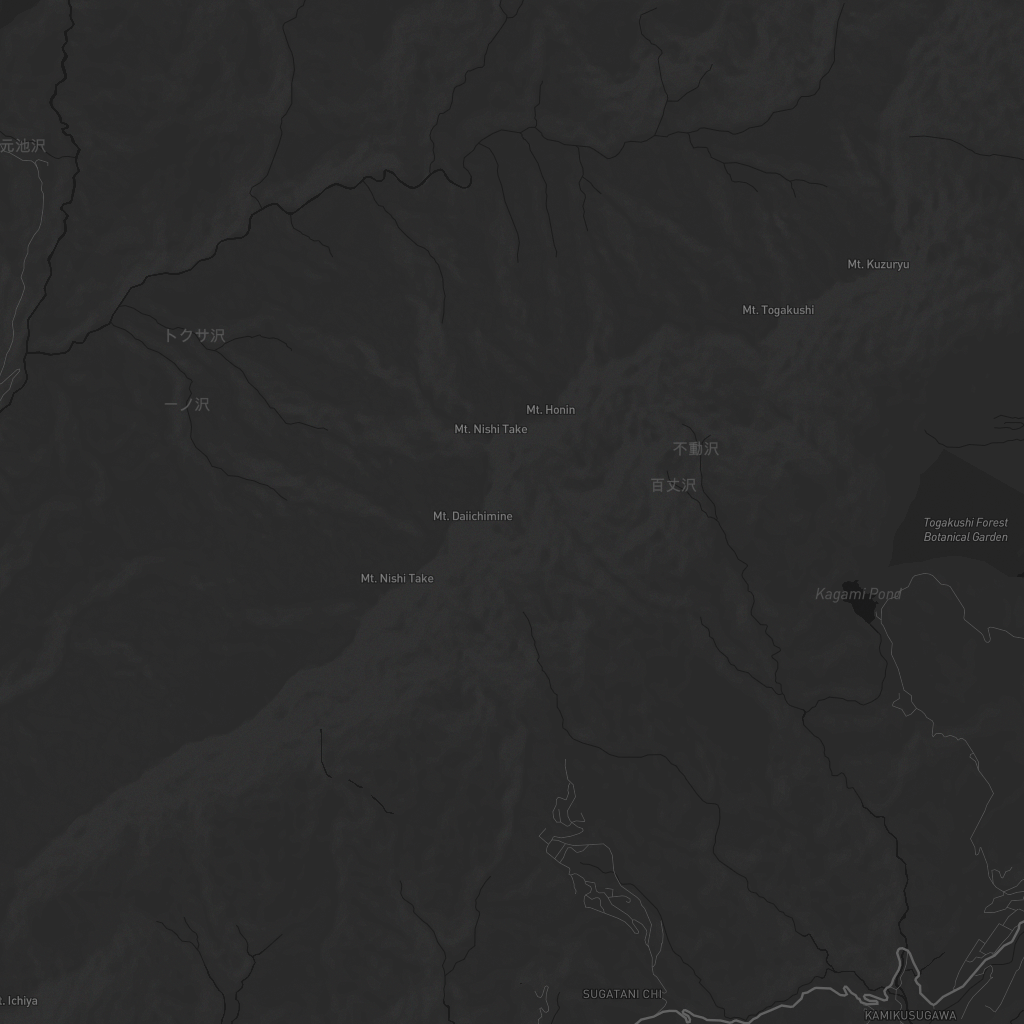 元池沢
Mt. Kuzuryu
Mt. Togakushi
トクサ沢
一ノ沢
Mt. Honin
Mt. Nishi Take
不動沢
百丈沢
Mt. Daiichimine
Togakushi Forest
Botanical Garden
Mt. Nishi Take
Kagami Pond
t. Ichiya
SUGATANI CHI
KAMIKUSUGAWA